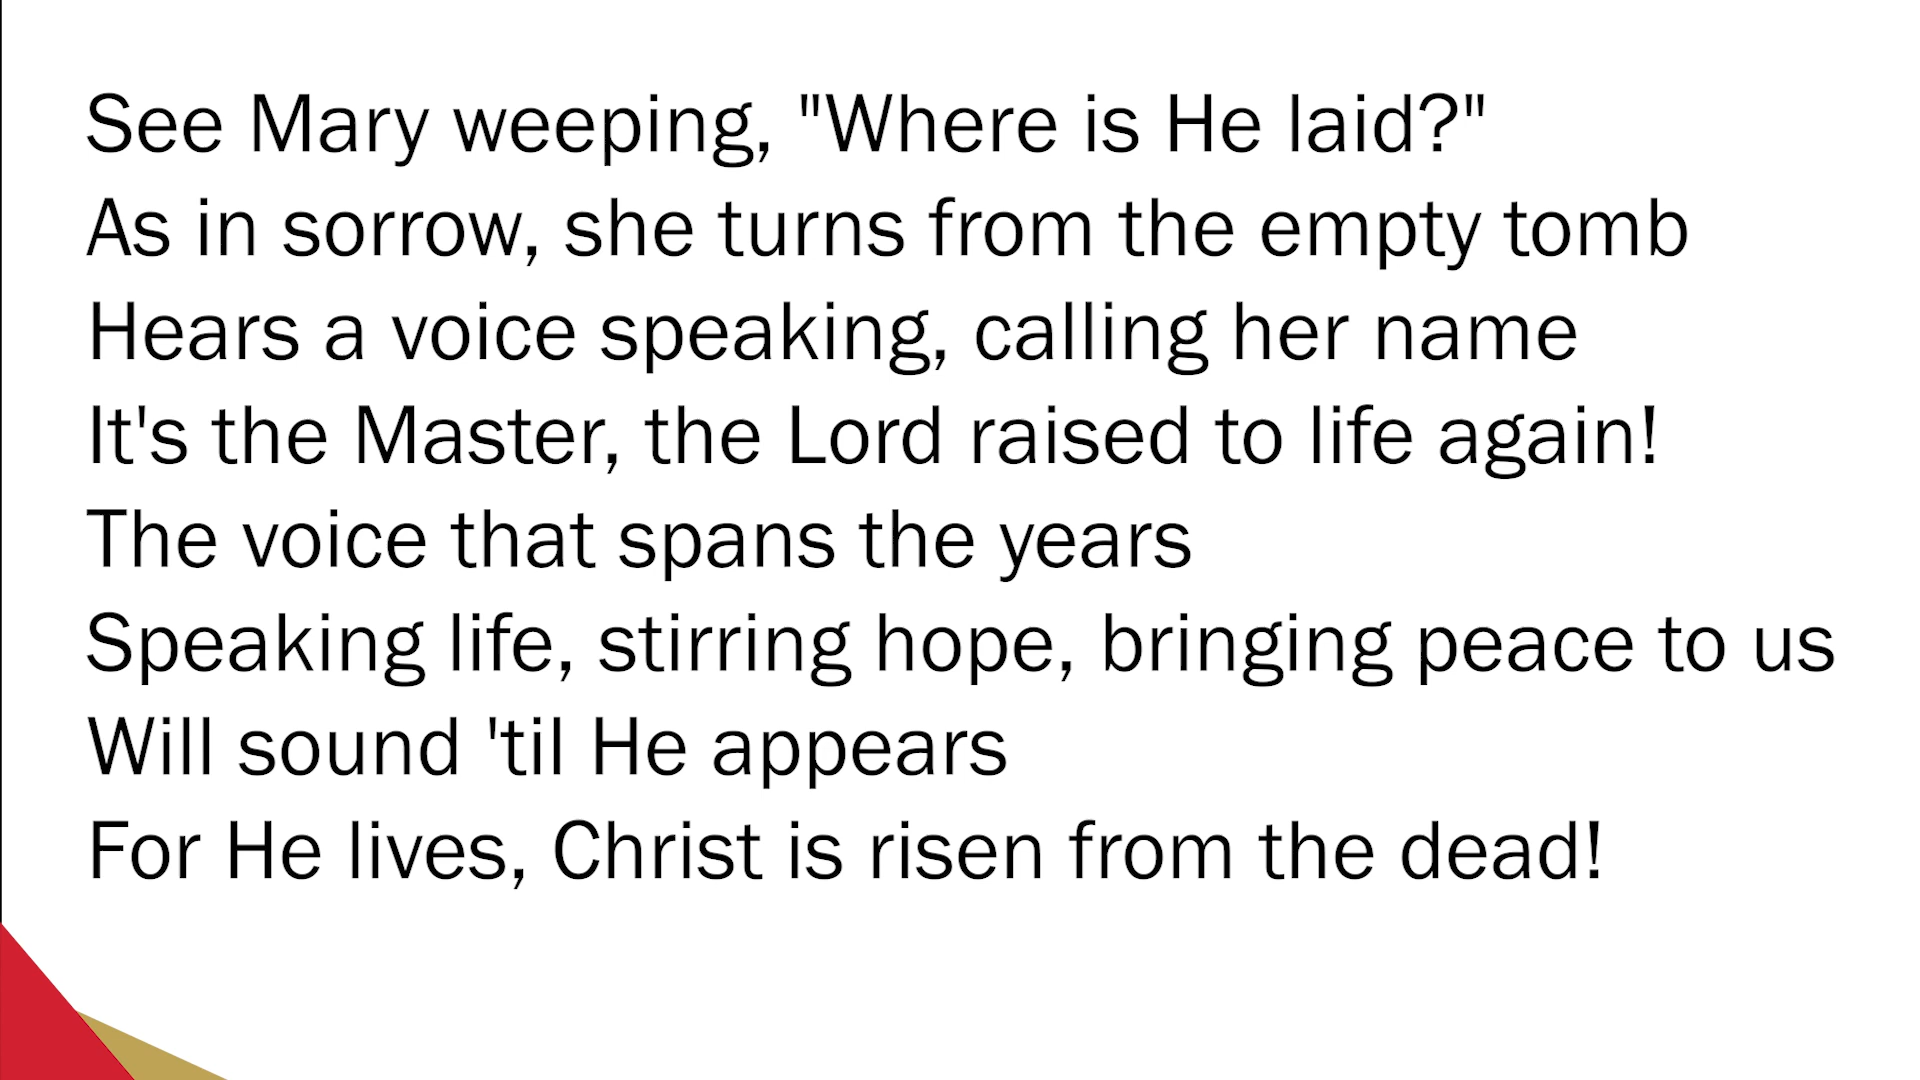 See Mary weeping, "Where is He laid?"
As in sorrow, she turns from the empty tomb
Hears a voice speaking, calling her name
It's the Master, the Lord raised to life again!
The voice that spans the years
Speaking life, stirring hope, bringing peace to us
Will sound 'til He appears
For He lives, Christ is risen from the dead!